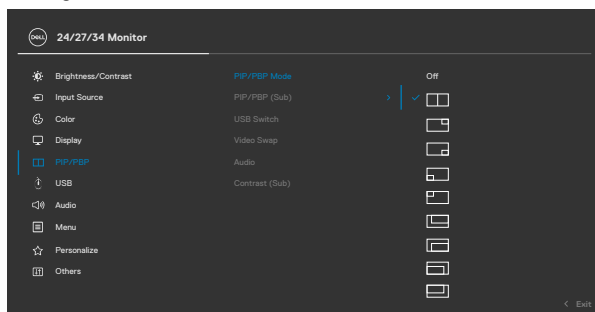 DELL 24/27/34 Monitor
Brightness/Contrast PIP/PBP Mode Off
Input Source PIP/PBP (Sub)
Color USB Switch
Display Video Swap
PIP/PBP Audio
USB Contrast (Sub)
Audio
Menu
Personalize
Others
Exit